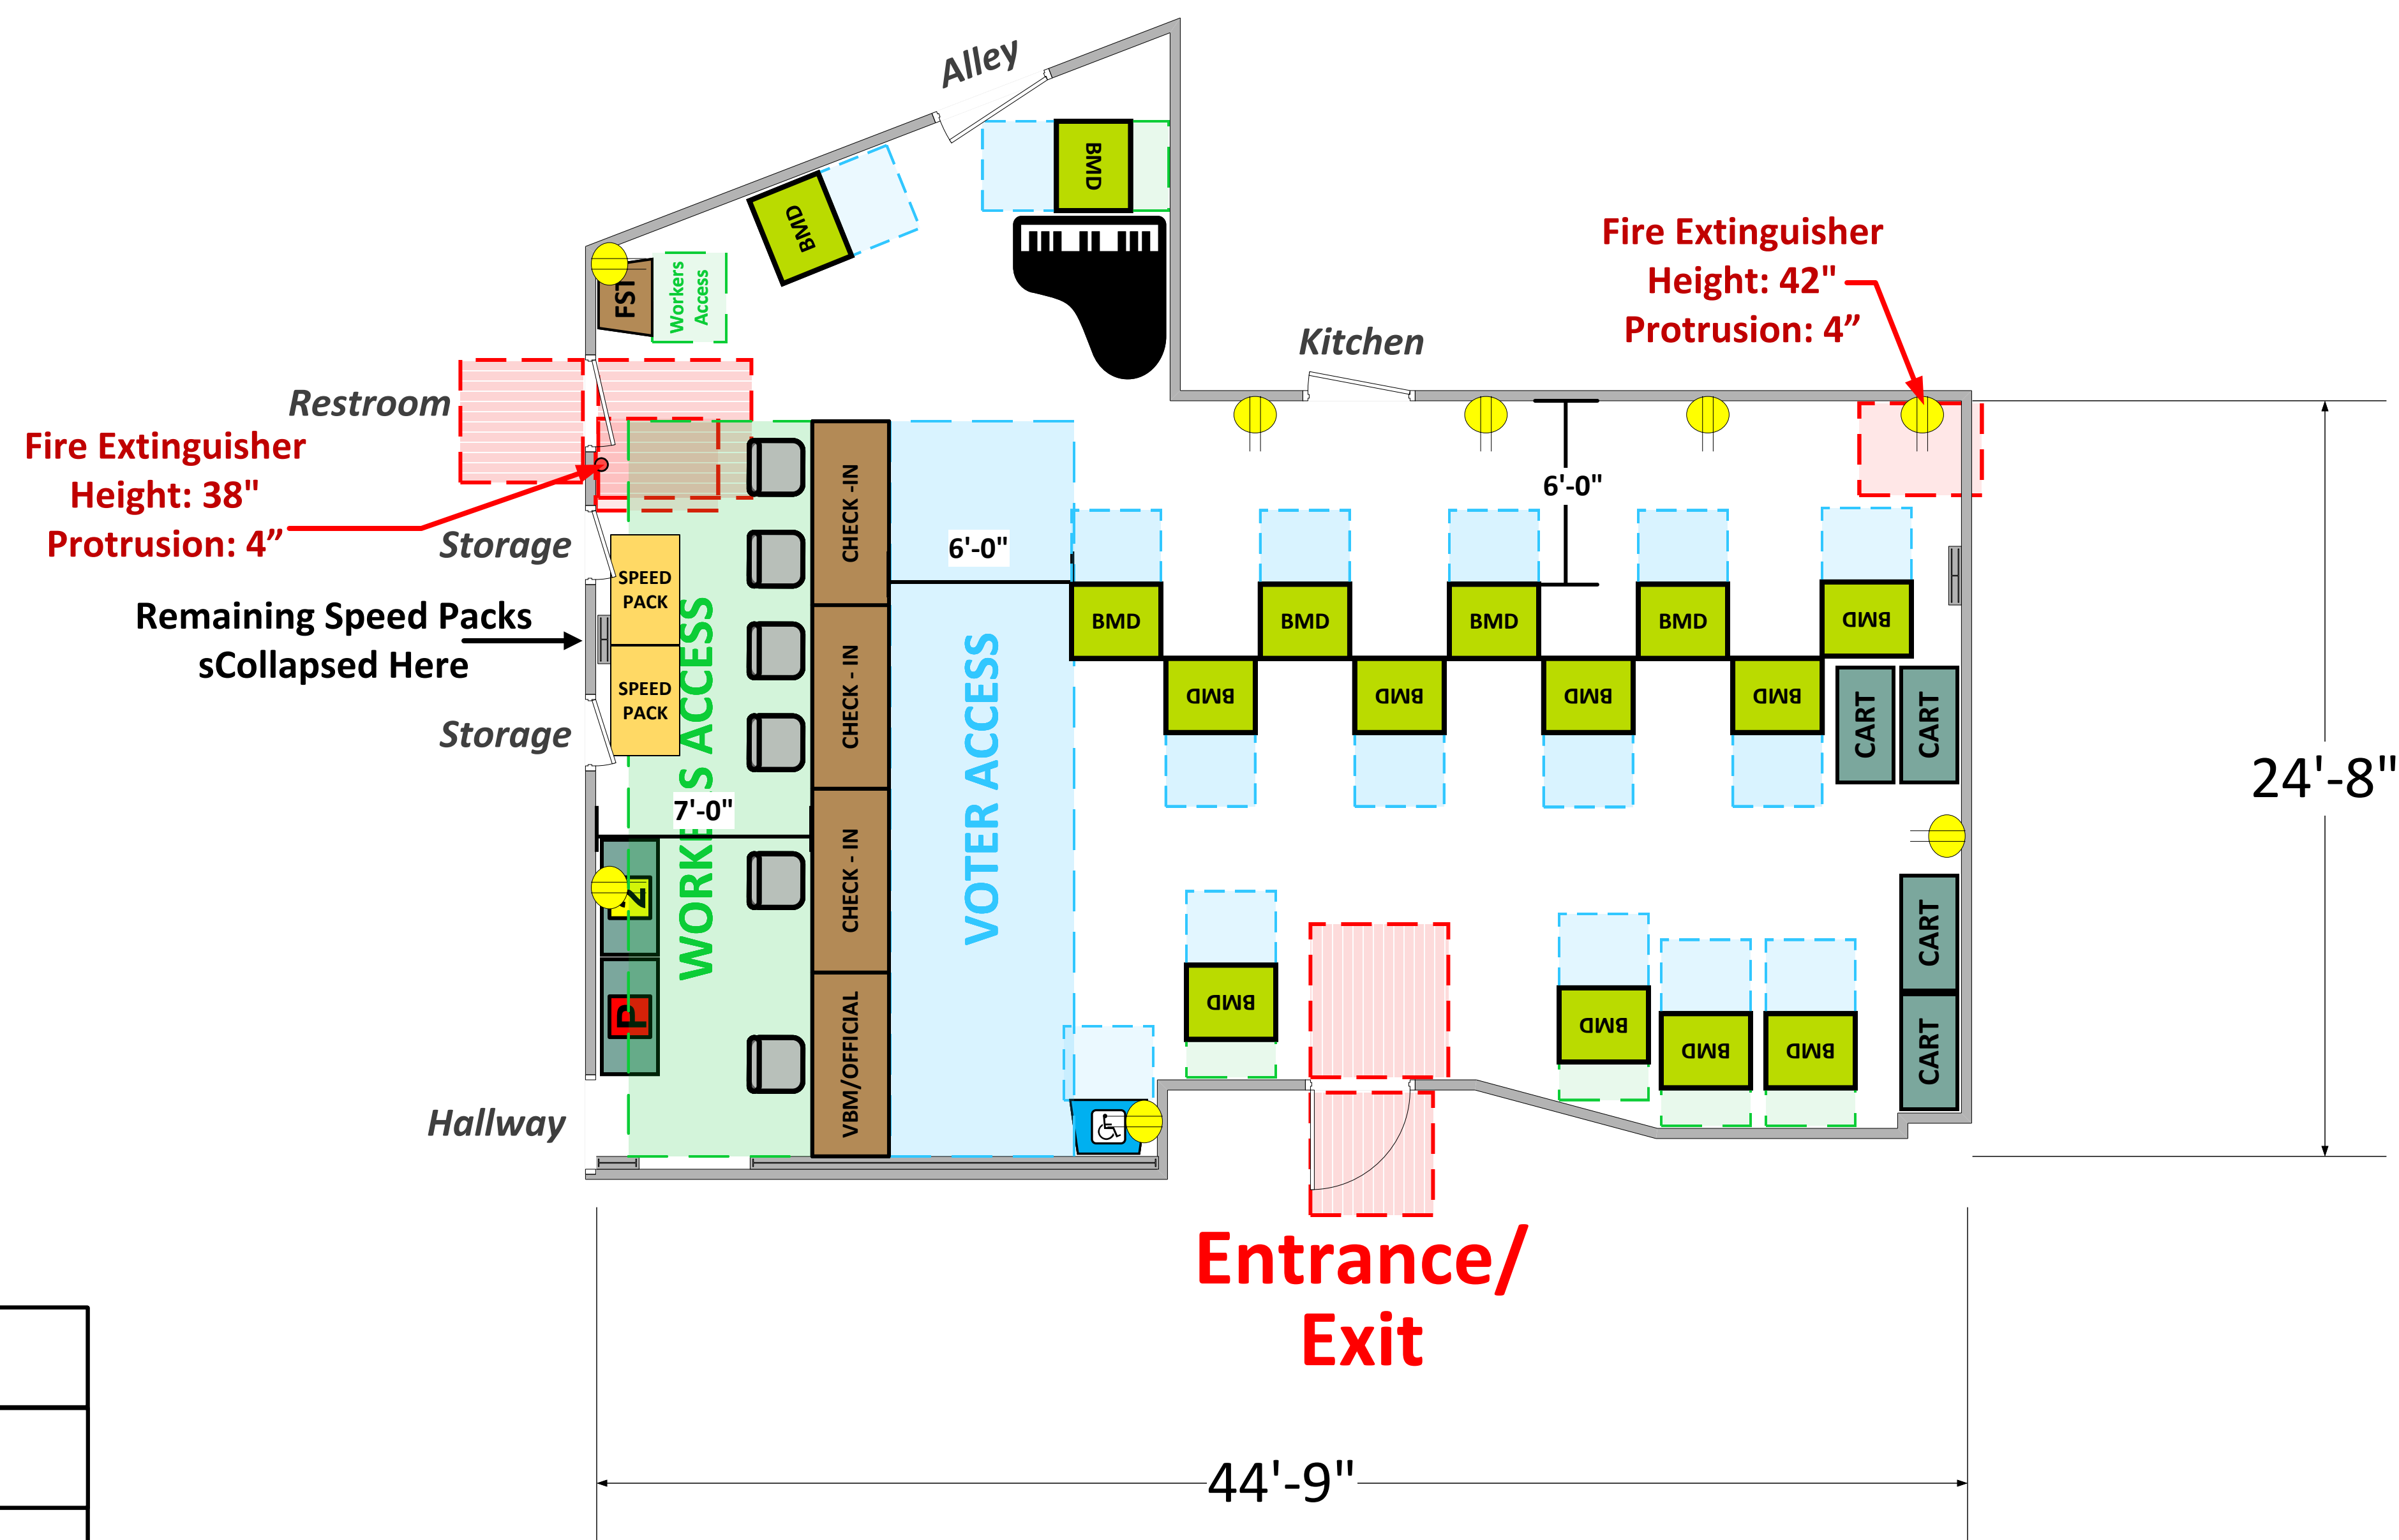 Alley
BMD
BMD
FST
Workers
Access
Fire Extinguisher
Height: 42"
Protrusion: 4”
Kitchen
Restroom
Fire Extinguisher
Height: 38"
Protrusion: 4”
Storage
Remaining Speed Packs
sCollapsed Here
Storage
Hallway
SPEED
PACK
SPEED
PACK
WORKERS ACCESS
7'-0"
2
P
CHECK -IN
CHECK - IN
CHECK - IN
VBM/OFFICIAL
VOTER ACCESS
6'-0"
6'-0"
BMD
BMD
BMD
BMD
BMD
BMD
BMD
BMD
BMD
CART
CART
24'-8"
BMD
BMD
BMD
BMD
CART
CART
Entrance/
Exit
44'-9"